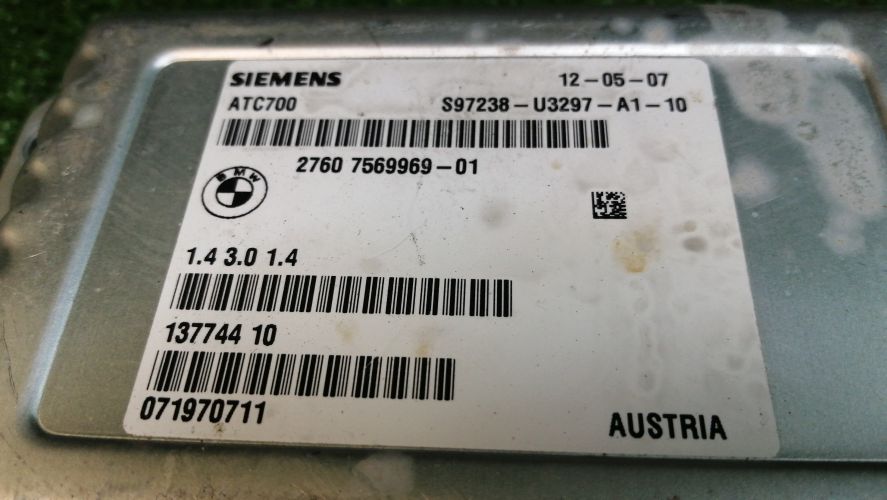 SIEMENS 12-05-07
ATC700 S97238-U3297-A1-10
2760 7569969-01
BMW
1.4 3.0 1.4
137744 10
071970711
AUSTRIA